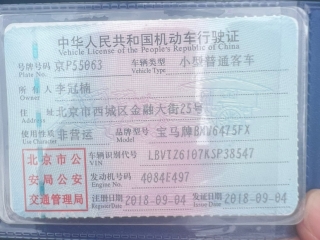 中华人民共和国机动车行驶证
Vehicle License of the People's Republic of China
号牌号码 京P55063 车辆类型 小型普通客车
Plate No. Vehicle Type
所有人 李冠楠
Owner
住址 北京市西城区金融大街25号
Address
使用性质 非营运 品牌型号 宝马牌BMW6475FX
Use Character Model
北京市公安局公安交通管理局
车辆识别代号 LBVTZ6107KSP38547
VIN
发动机号码 4084E497
Engine No.
注册日期 2018-09-04 发证日期 2018-09-04
Register Date Issue Date